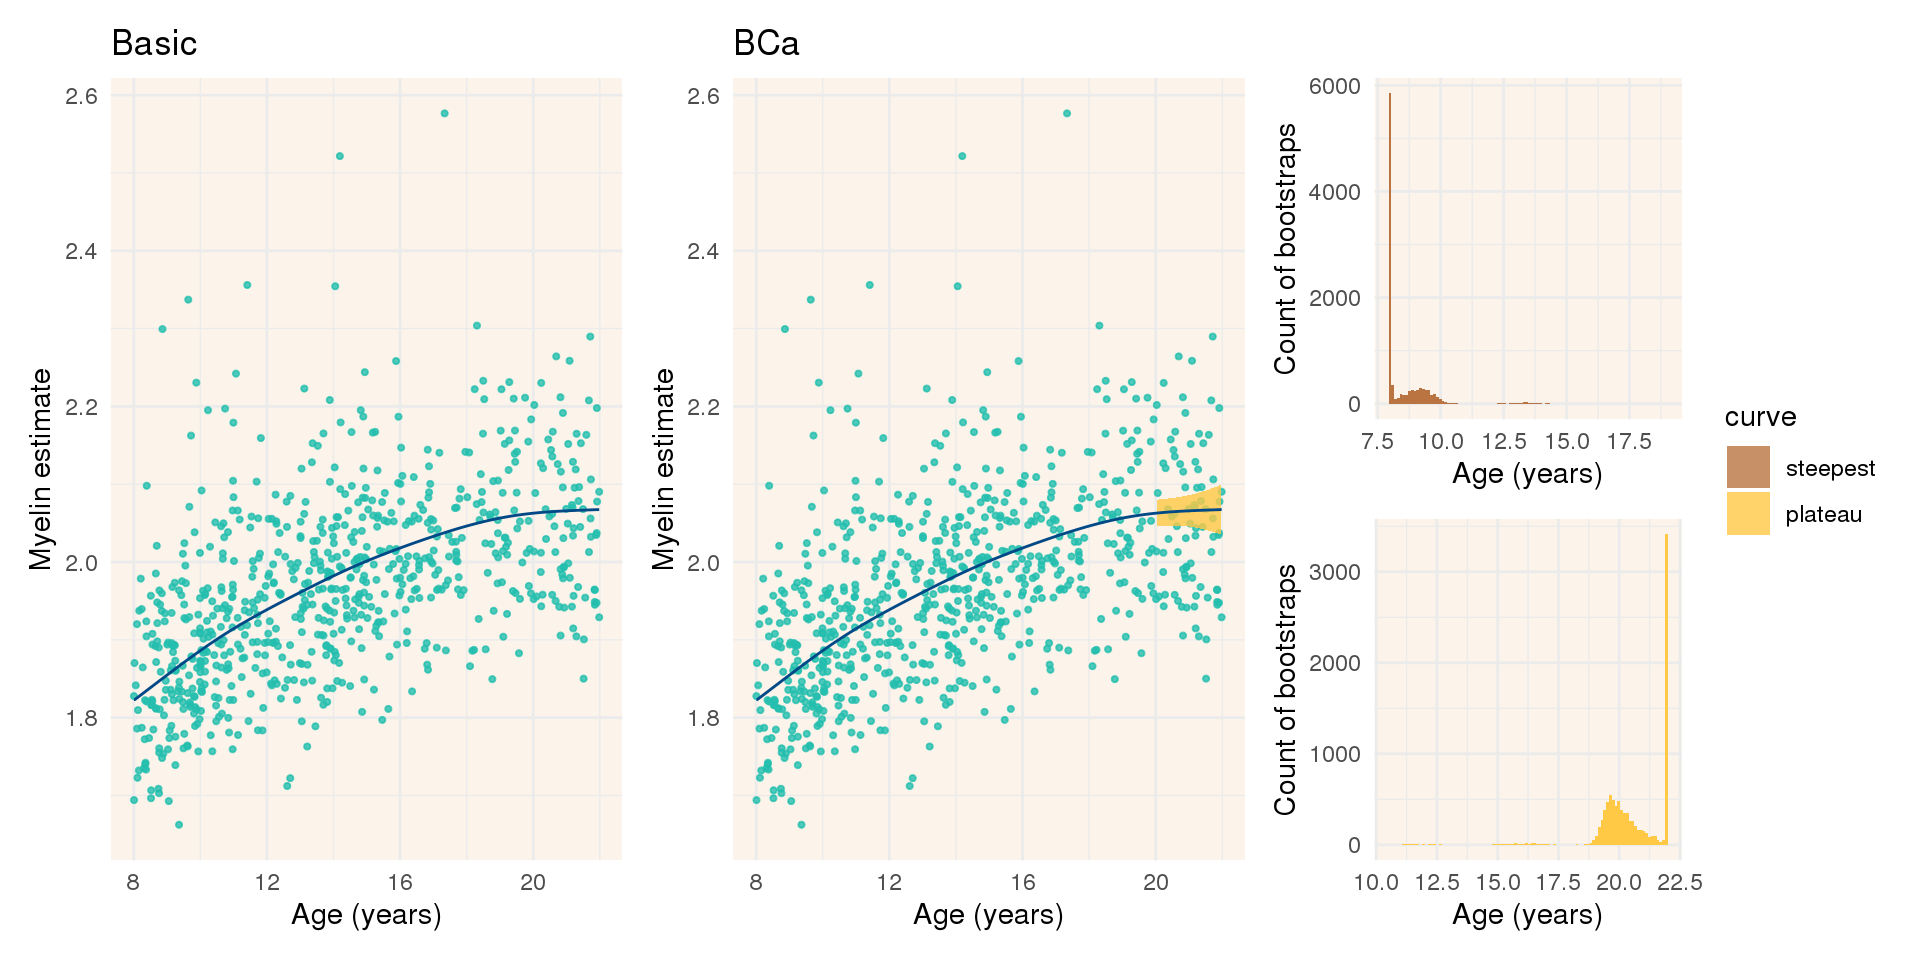 Basic
2.6
2.4
2.2
2.0
1.8
Myelin estimate
8 12 16 20
Age (years)
BCa
2.6
2.4
2.2
2.0
1.8
Myelin estimate
8 12 16 20
Age (years)
6000
4000
2000
0
Count of bootstraps
7.5 10.0 12.5 15.0 17.5
Age (years)
3000
2000
1000
0
Count of bootstraps
10.0 12.5 15.0 17.5 20.0 22.5
Age (years)
curve
steepest
plateau